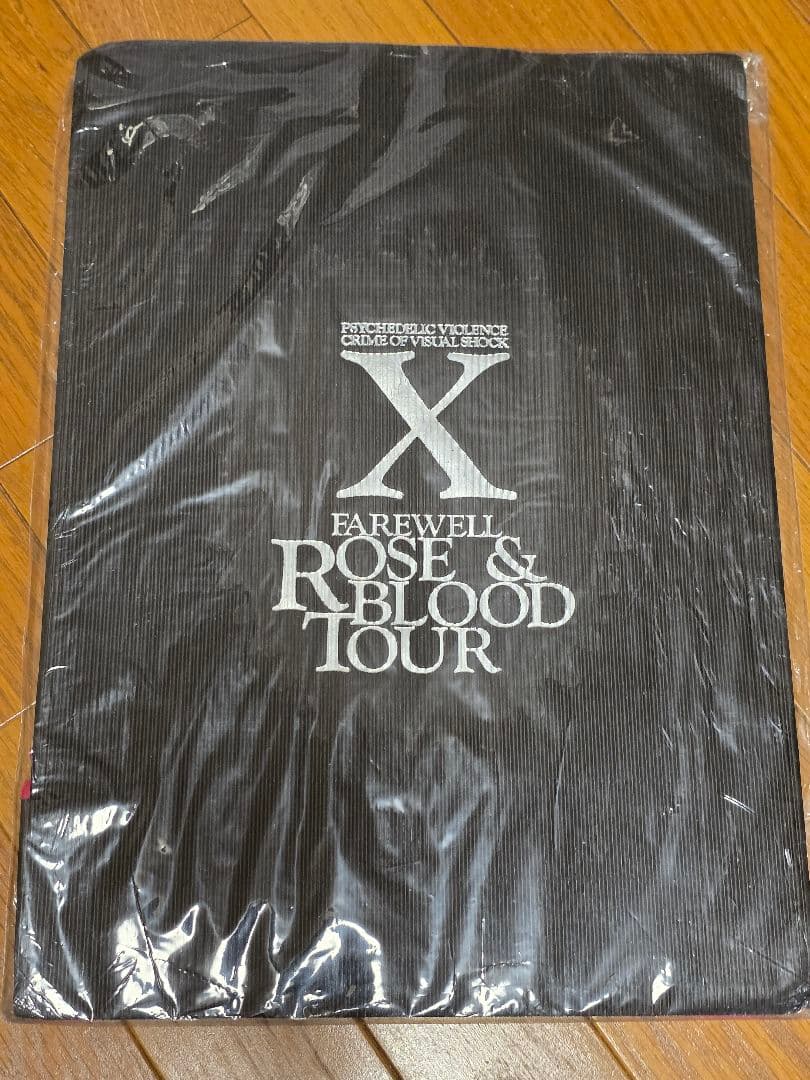 PSYCHEDELIC VIOLENCE
CRIME OF VISUAL SHOCK
X
FAREWELL
ROSE &
BLOOD
TOUR